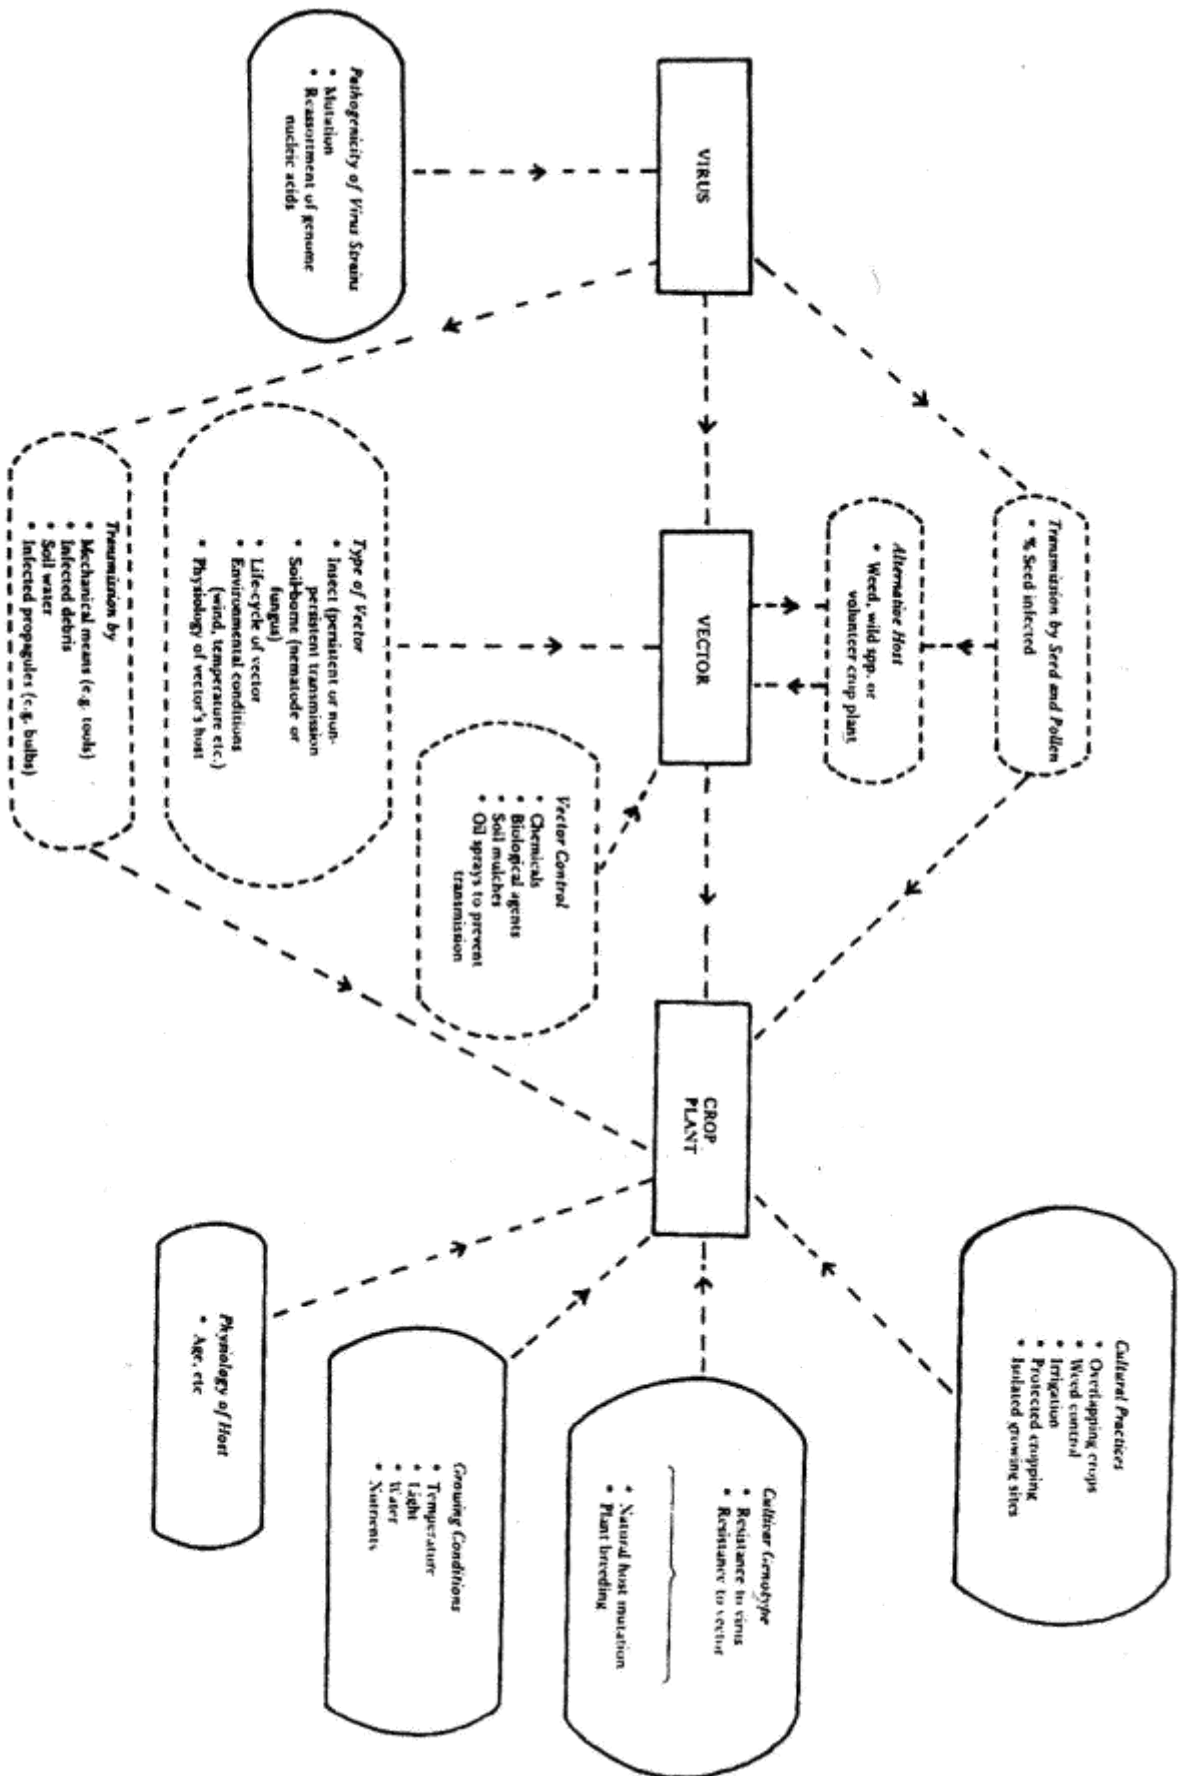 Transmission by Seed and Pollen
• % Seed infected
Alternative Host
• Weed, wild spp. or
volunteer crop plant
Cultural Practices
• Overlapping crops
• Weed control
• Irrigation
• Protected cropping
• Isolated growing sites
VIRUS
VECTOR
CROP
PLANT
Cultivar Genotype
• Resistance to virus
• Resistance to vector
• Natural host mutation
• Plant breeding
Pathogenicity of Virus Strains
• Mutation
• Reassortment of genome
nucleic acids
Type of Vector
• Insect (persistent or non-
persistent transmission
• Soil-borne (nematode or
fungus)
• Life-cycle of vector
• Environmental conditions
(wind, temperature etc.)
• Physiology of vector's host
Vector Control
• Chemicals
• Biological agents
• Soil mulches
• Oil sprays to prevent
transmission
Growing Conditions
• Temperature
• Light
• Water
• Nutrients
Transmission by
• Mechanical means (e.g. tools)
• Infected debris
• Soil water
• Infected propagules (e.g. bulbs)
Physiology of Host
• Age, etc